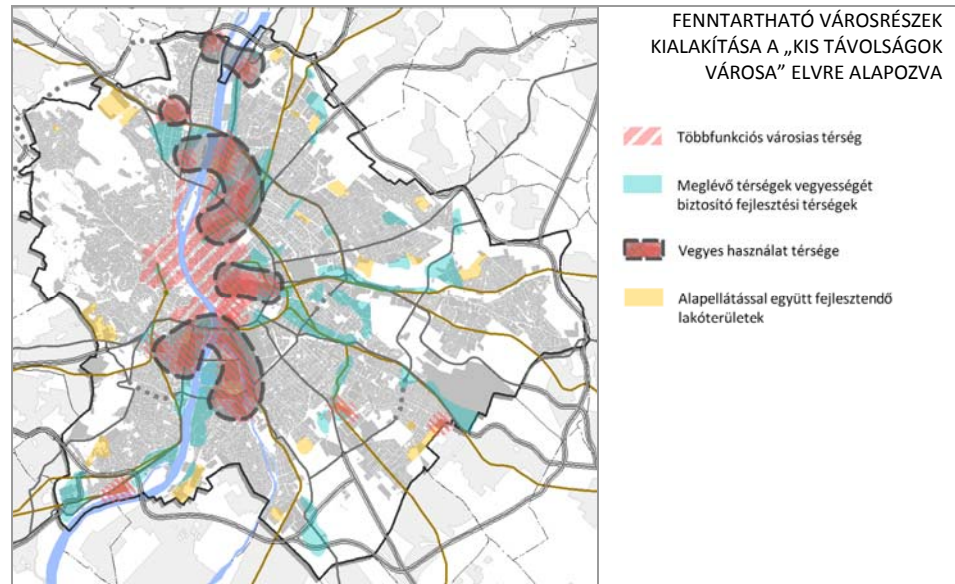 FENNTARTHATÓ VÁROSRÉSZEK
KIALAKÍTÁSA A „KIS TÁVOLSÁGOK
VÁROSA” ELVRE ALAPOZVA
Többfunkciós városias térség
Meglévő térségek vegyességét
biztosító fejlesztési térségek
Vegyes használat térsége
Alapellátással együtt fejlesztendő
lakóterületek